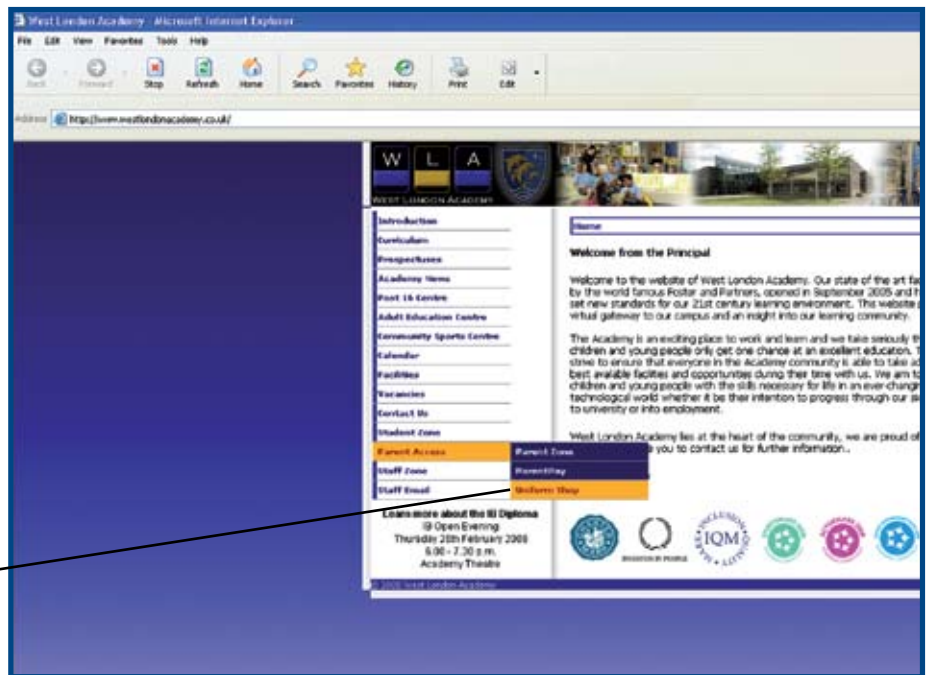 West London Academy - Microsoft Internet Explorer
File Edit View Favorites Tools Help
Back Forward Stop Refresh Home Search Favorites History Print Edit
Address http://www.westlondonacademy.co.uk/
W L A
WEST LONDON ACADEMY
Introduction
Curriculum
Prospectuses
Academy News
Post 16 Centre
Adult Education Centre
Community Sports Centre
Calendar
Facilities
Vacancies
Contact Us
Student Zone
Parent Access
Staff Zone
Staff Email
Parent Zone
ParentPay
Uniform Shop
Learn more about the IB Diploma
IB Open Evening
Thursday 28th February 2008
6.00 - 7.30 p.m.
Academy Theatre
© 2008 West London Academy
Home
Welcome from the Principal
Welcome to the website of West London Academy. Our state of the art
by the world famous Foster and Partners, opened in September 2005 and
set new standards for our 21st century learning environment. This website
virtual gateway to our campus and an insight into our learning community.
The Academy is an exciting place to work and learn and we take seriously
children and young people only get one chance at an excellent education.
strive to ensure that everyone in the Academy community is able to take
best available facilities and opportunities during their time with us. We aim to
children and young people with the skills necessary for life in an ever-changing
technological world whether it be their intention to progress through our
to university or into employment.
West London Academy lies at the heart of the community, we are proud of
you to contact us for further information..
INVESTOR IN PEOPLE
INCLUSION
IQM